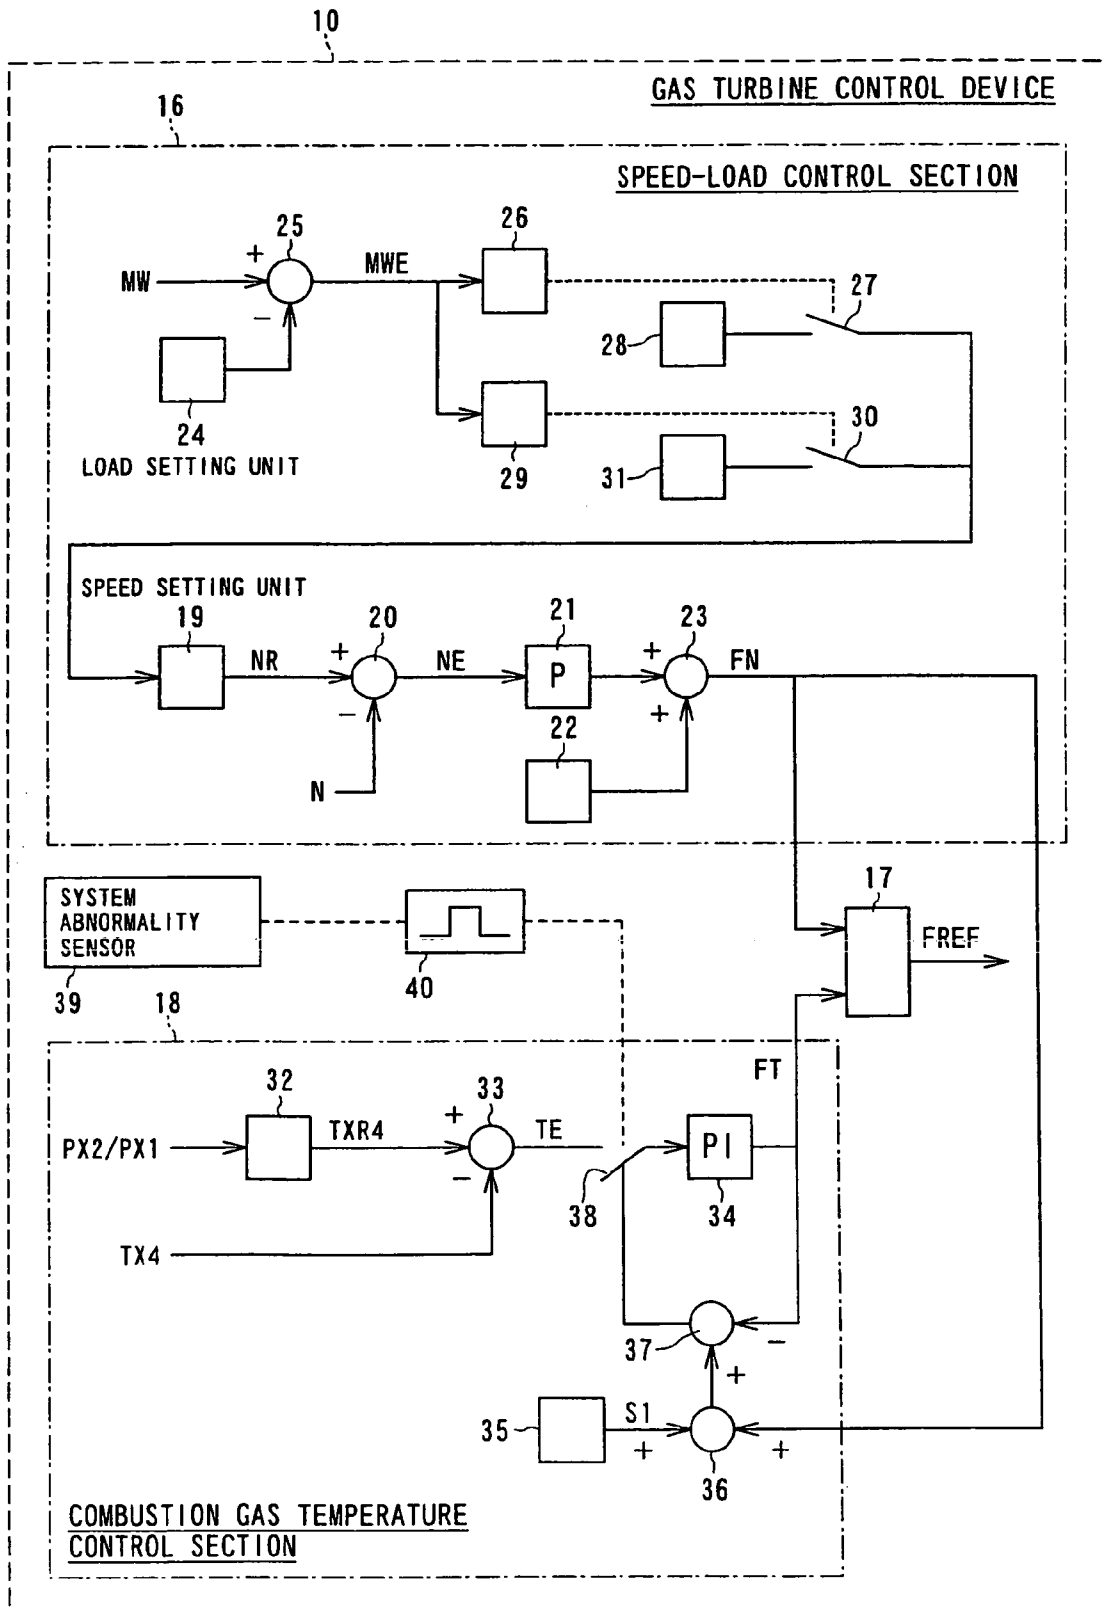 10
GAS TURBINE CONTROL DEVICE
16
SPEED-LOAD CONTROL SECTION
25
26
+
MW
MWE
27
−
28
24
30
LOAD SETTING UNIT
29
31
SPEED SETTING UNIT
19
20
21
23
NR
+
NE
P
+
FN
−
+
22
N
SYSTEM
ABNORMALITY
SENSOR
17
FREF
39
40
18
FT
32
33
+
PX2/PX1
TXR4
TE
PI
−
38
34
TX4
37
−
+
35
S1
+
+
36
COMBUSTION GAS TEMPERATURE
CONTROL SECTION